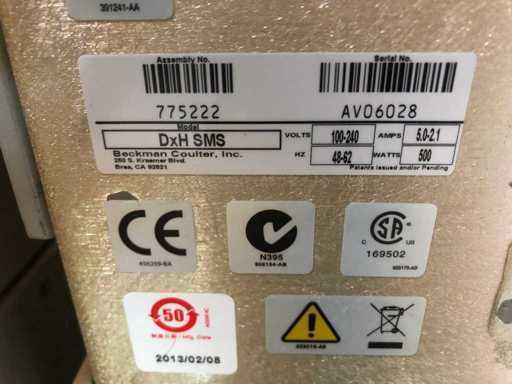 391241-AA
Assembly No.
Serial No.
775222
AV06028
Model
DxH SMS
VOLTS 100-240 AMPS 5.0-2.1
HZ 48-62 WATTS 500
Beckman Coulter, Inc.
250 S. Kraemer Blvd.
Brea, CA 92821
Patents Issued and/or Pending
CE
N395
C SA US
169502
50
2013/02/08